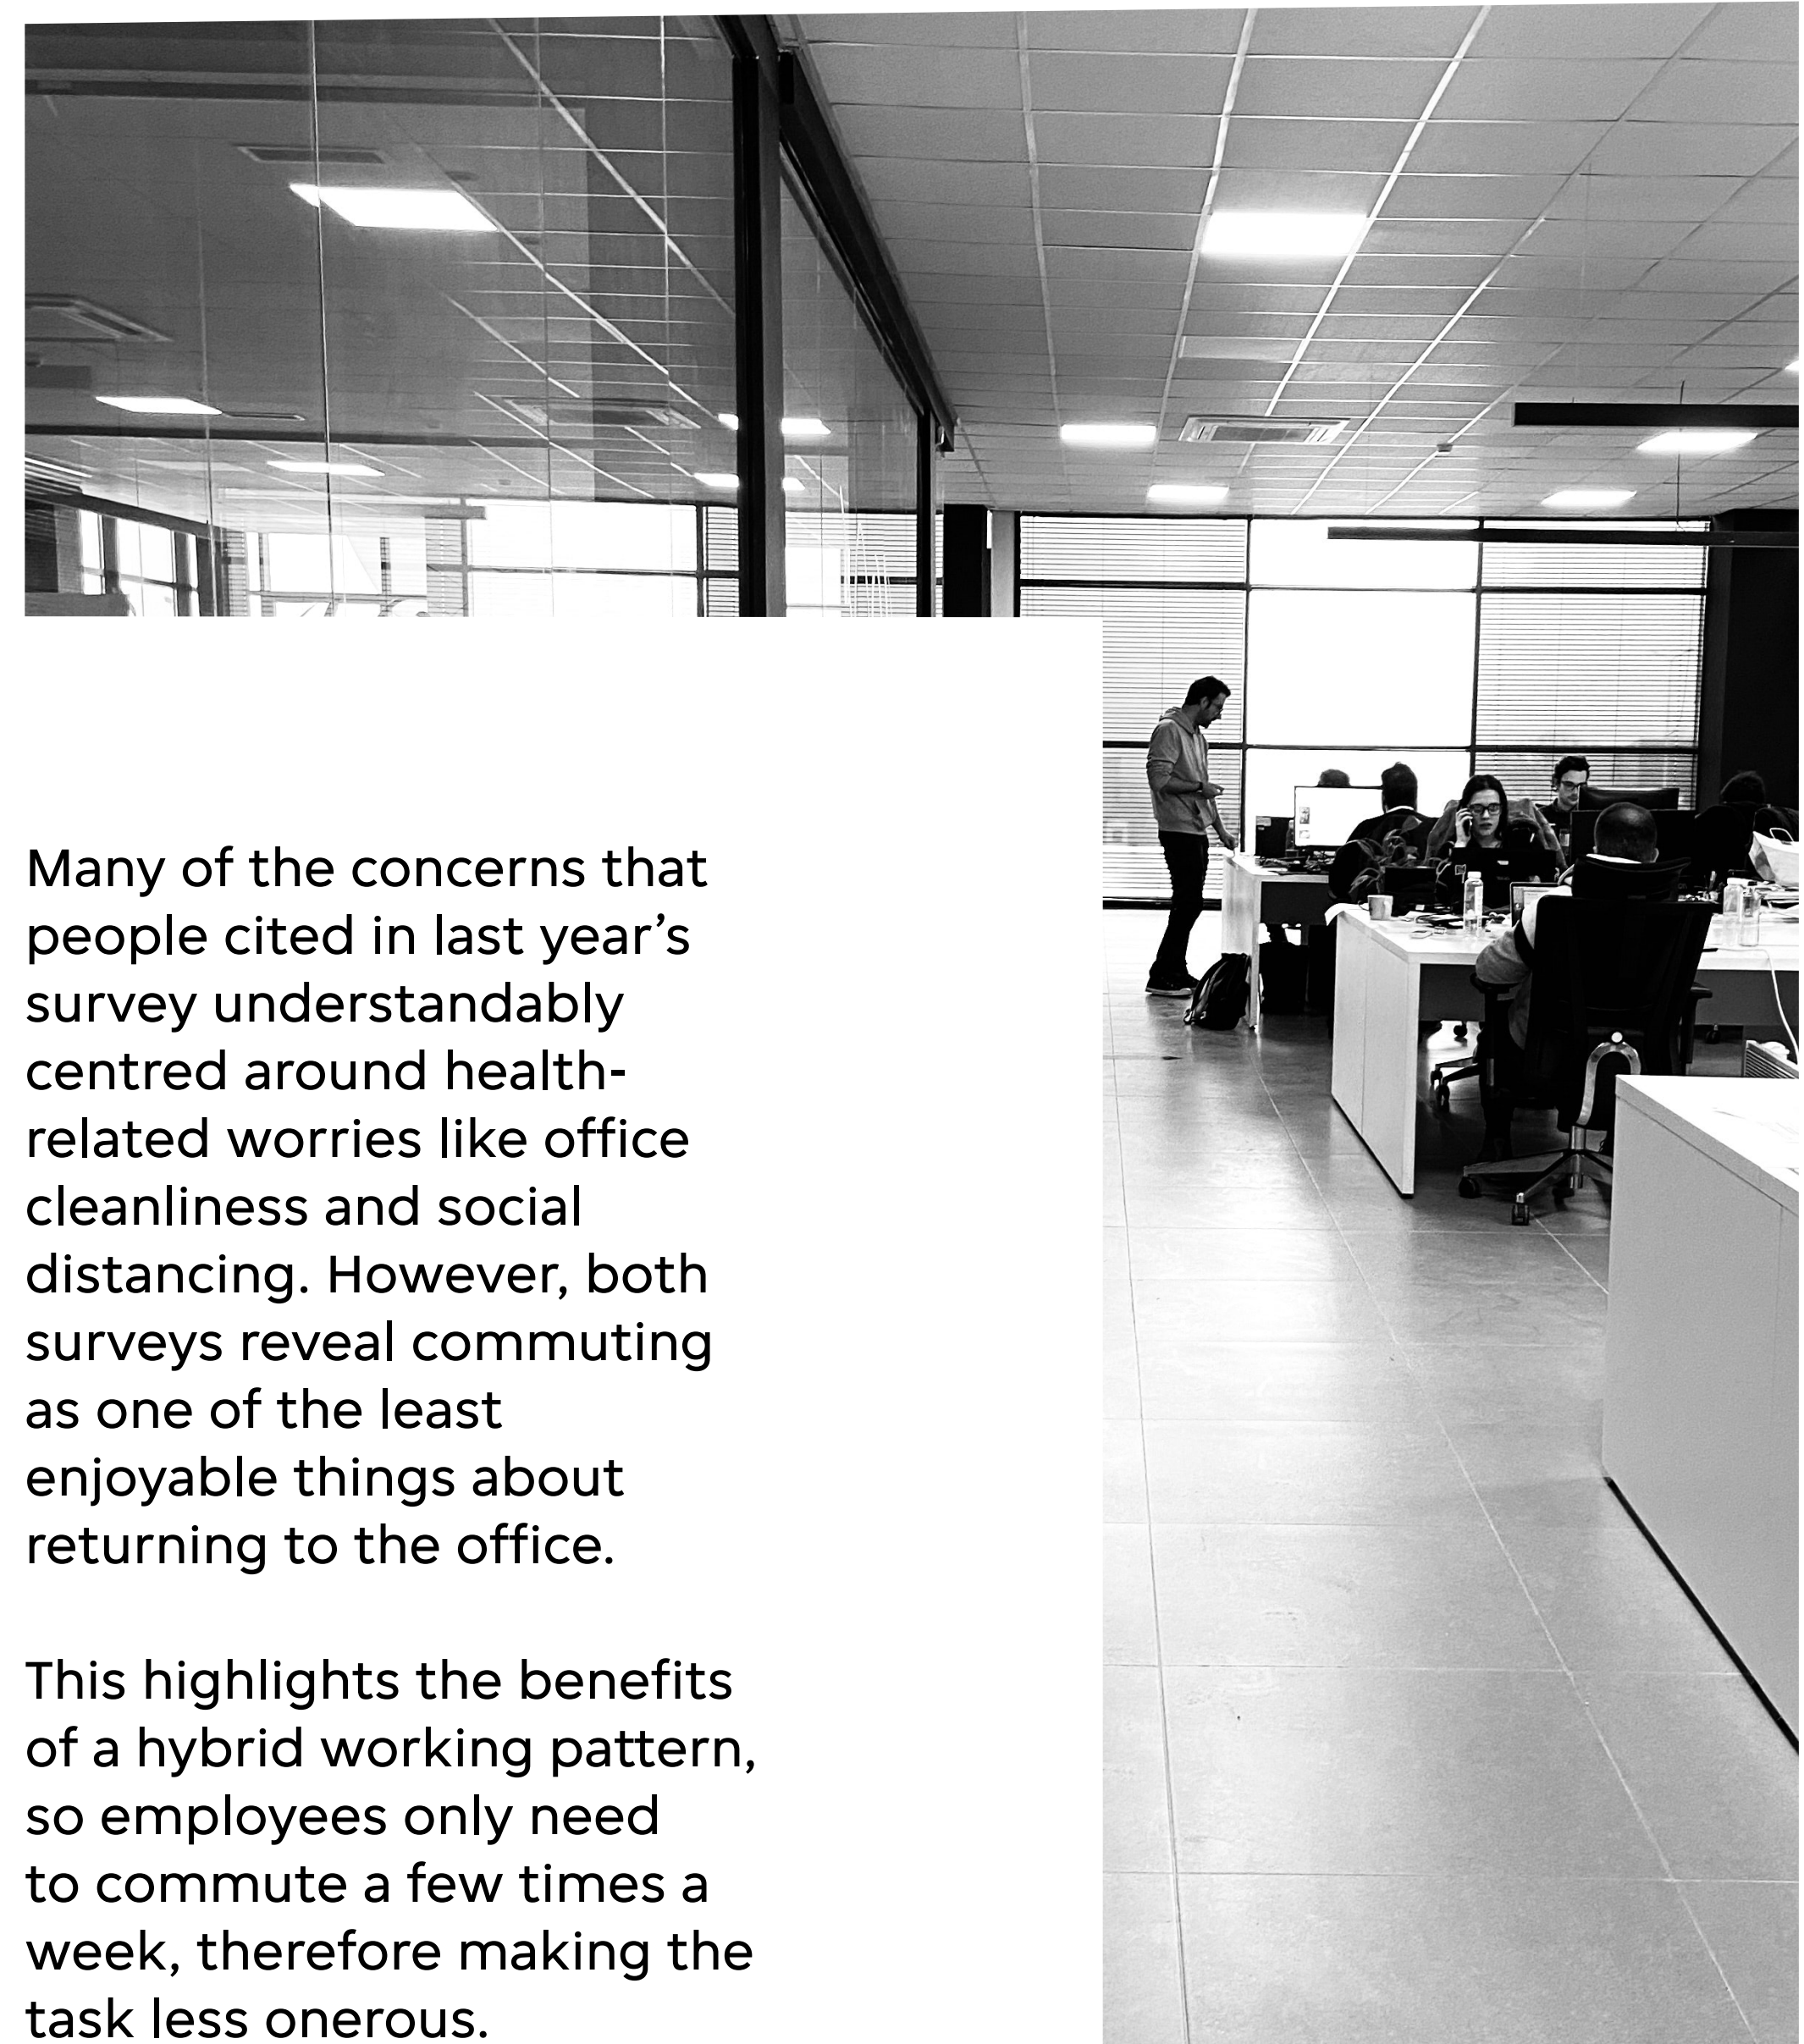 Many of the concerns that
people cited in last year’s
survey understandably
centred around health-
related worries like office
cleanliness and social
distancing. However, both
surveys reveal commuting
as one of the least
enjoyable things about
returning to the office.
This highlights the benefits
of a hybrid working pattern,
so employees only need
to commute a few times a
week, therefore making the
task less onerous.